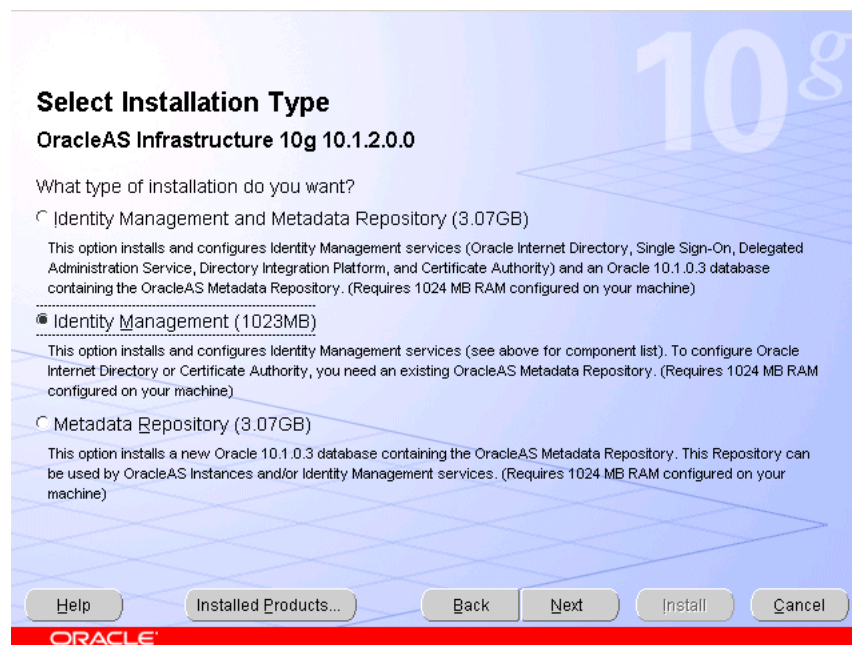 10g
Select Installation Type
OracleAS Infrastructure 10g 10.1.2.0.0
What type of installation do you want?
Identity Management and Metadata Repository (3.07GB)
This option installs and configures Identity Management services (Oracle Internet Directory, Single Sign-On, Delegated
Administration Service, Directory Integration Platform, and Certificate Authority) and an Oracle 10.1.0.3 database
containing the OracleAS Metadata Repository. (Requires 1024 MB RAM configured on your machine)
Identity Management (1023MB)
This option installs and configures Identity Management services (see above for component list). To configure Oracle
Internet Directory or Certificate Authority, you need an existing OracleAS Metadata Repository. (Requires 1024 MB RAM
configured on your machine)
Metadata Repository (3.07GB)
This option installs a new Oracle 10.1.0.3 database containing the OracleAS Metadata Repository. This Repository can
be used by OracleAS Instances and/or Identity Management services. (Requires 1024 MB RAM configured on your
machine)
Help Installed Products... Back Next Install Cancel
ORACLE